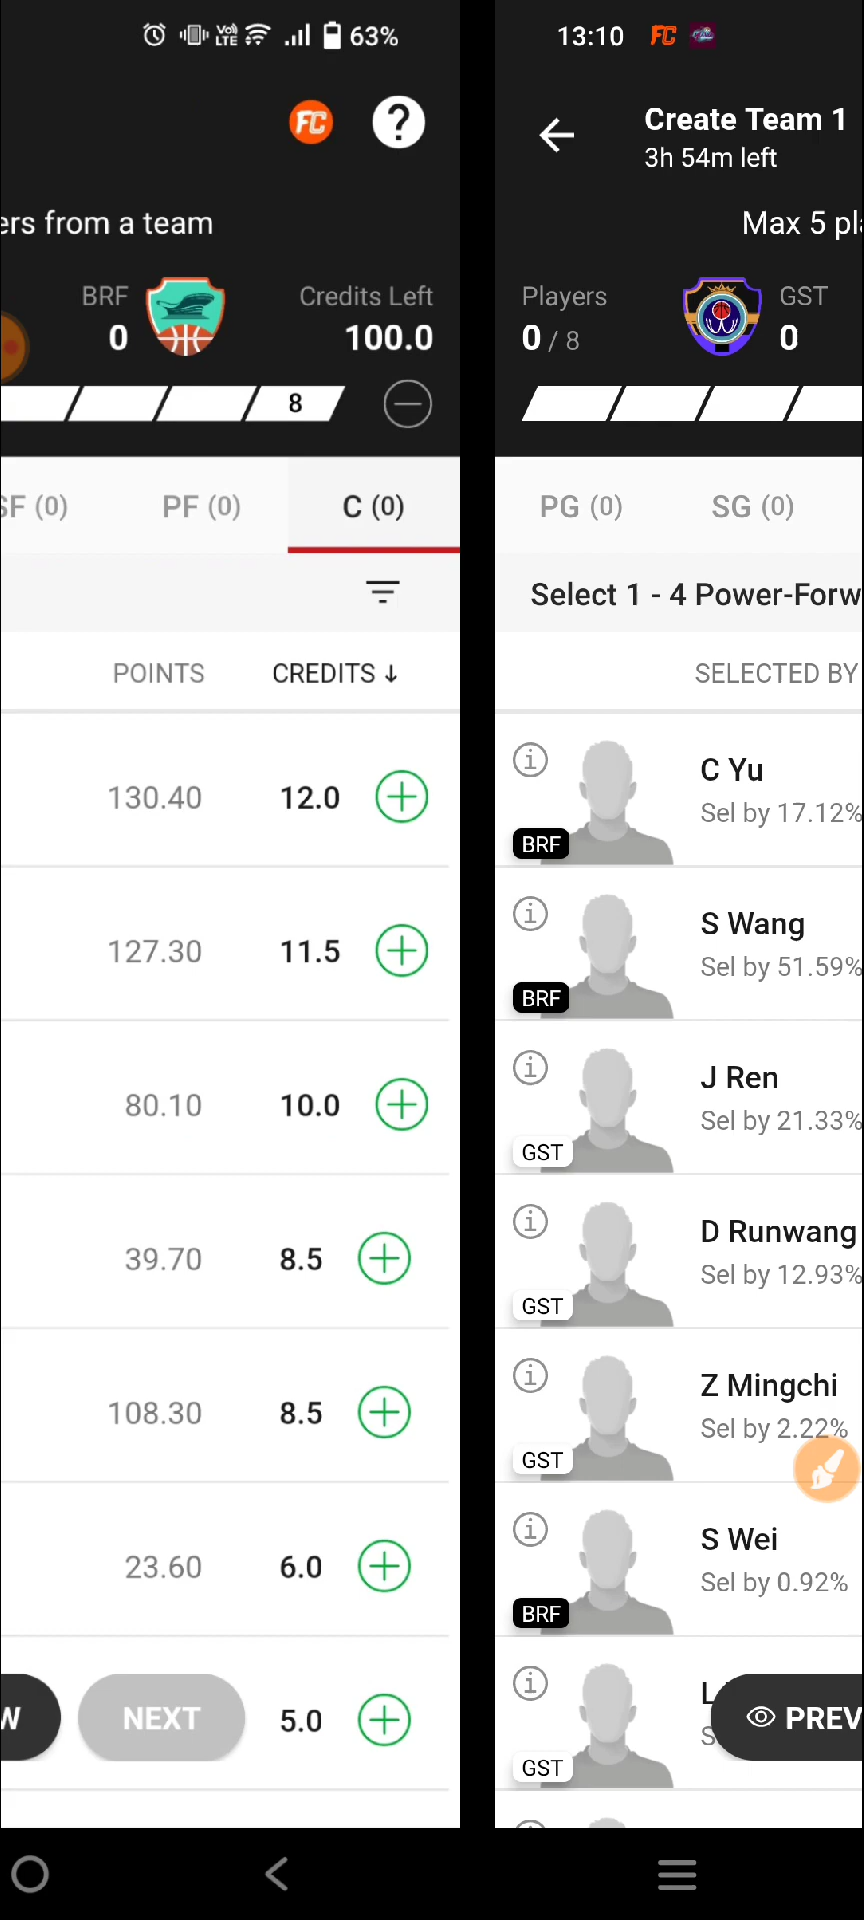 63%
FC
?
ers from a team
BRF
0
Credits Left
100.0
8
SF (0)
PF (0)
C (0)
POINTS
CREDITS ↓
130.40
12.0
127.30
11.5
80.10
10.0
39.70
8.5
108.30
8.5
23.60
6.0
W
NEXT
5.0
13:10
FC
Create Team 1
3h 54m left
Max 5 pla
Players
0 / 8
GST
0
PG (0)
SG (0)
Select 1 - 4 Power-Forw
SELECTED BY
C Yu
Sel by 17.12%
BRF
S Wang
Sel by 51.59%
BRF
J Ren
Sel by 21.33%
GST
D Runwang
Sel by 12.93%
GST
Z Mingchi
Sel by 2.22%
GST
S Wei
Sel by 0.92%
BRF
L
S
GST
PREV